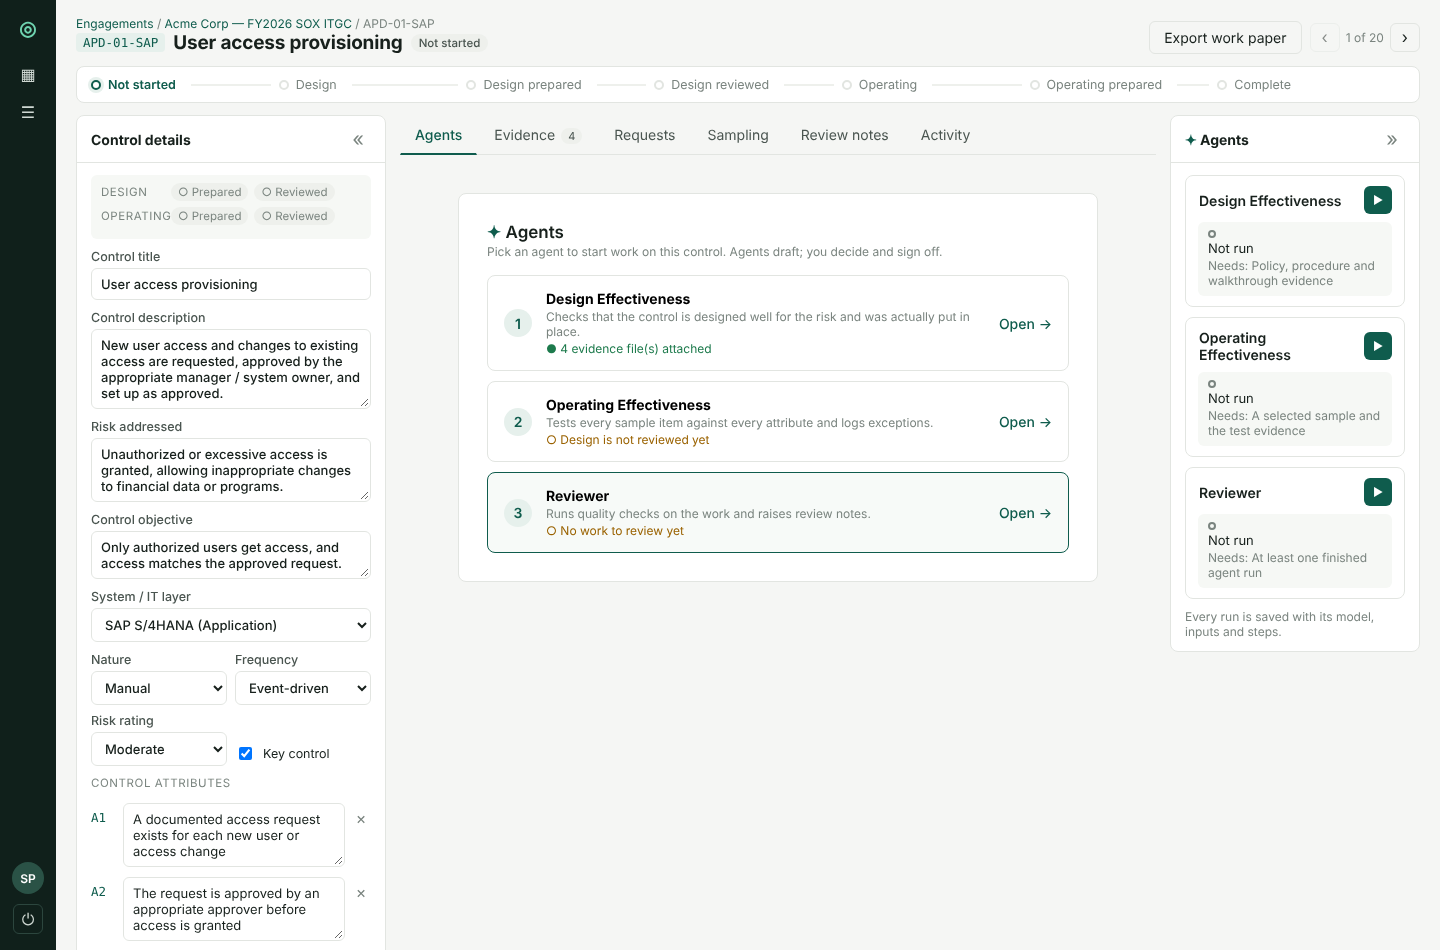 Engagements / Acme Corp — FY2026 SOX ITGC / APD-01-SAP
APD-01-SAP User access provisioning Not started
Export work paper
1 of 20
Not started
Design
Design prepared
Design reviewed
Operating
Operating prepared
Complete
Control details
DESIGN Prepared Reviewed
OPERATING Prepared Reviewed
Control title
User access provisioning
Control description
New user access and changes to existing
access are requested, approved by the
appropriate manager / system owner, and
set up as approved.
Risk addressed
Unauthorized or excessive access is
granted, allowing inappropriate changes
to financial data or programs.
Control objective
Only authorized users get access, and
access matches the approved request.
System / IT layer
SAP S/4HANA (Application)
Nature Frequency
Manual Event-driven
Risk rating
Moderate Key control
CONTROL ATTRIBUTES
A1 A documented access request
exists for each new user or
access change
A2 The request is approved by an
appropriate approver before
access is granted
SP
Agents Evidence 4 Requests Sampling Review notes Activity
Agents
Pick an agent to start work on this control. Agents draft; you decide and sign off.
1
Design Effectiveness
Checks that the control is designed well for the risk and was actually put in
place.
4 evidence file(s) attached
Open →
2
Operating Effectiveness
Tests every sample item against every attribute and logs exceptions.
Design is not reviewed yet
Open →
3
Reviewer
Runs quality checks on the work and raises review notes.
No work to review yet
Open →
Agents
Design Effectiveness
Not run
Needs: Policy, procedure and
walkthrough evidence
Operating
Effectiveness
Not run
Needs: A selected sample and
the test evidence
Reviewer
Not run
Needs: At least one finished
agent run
Every run is saved with its model,
inputs and steps.